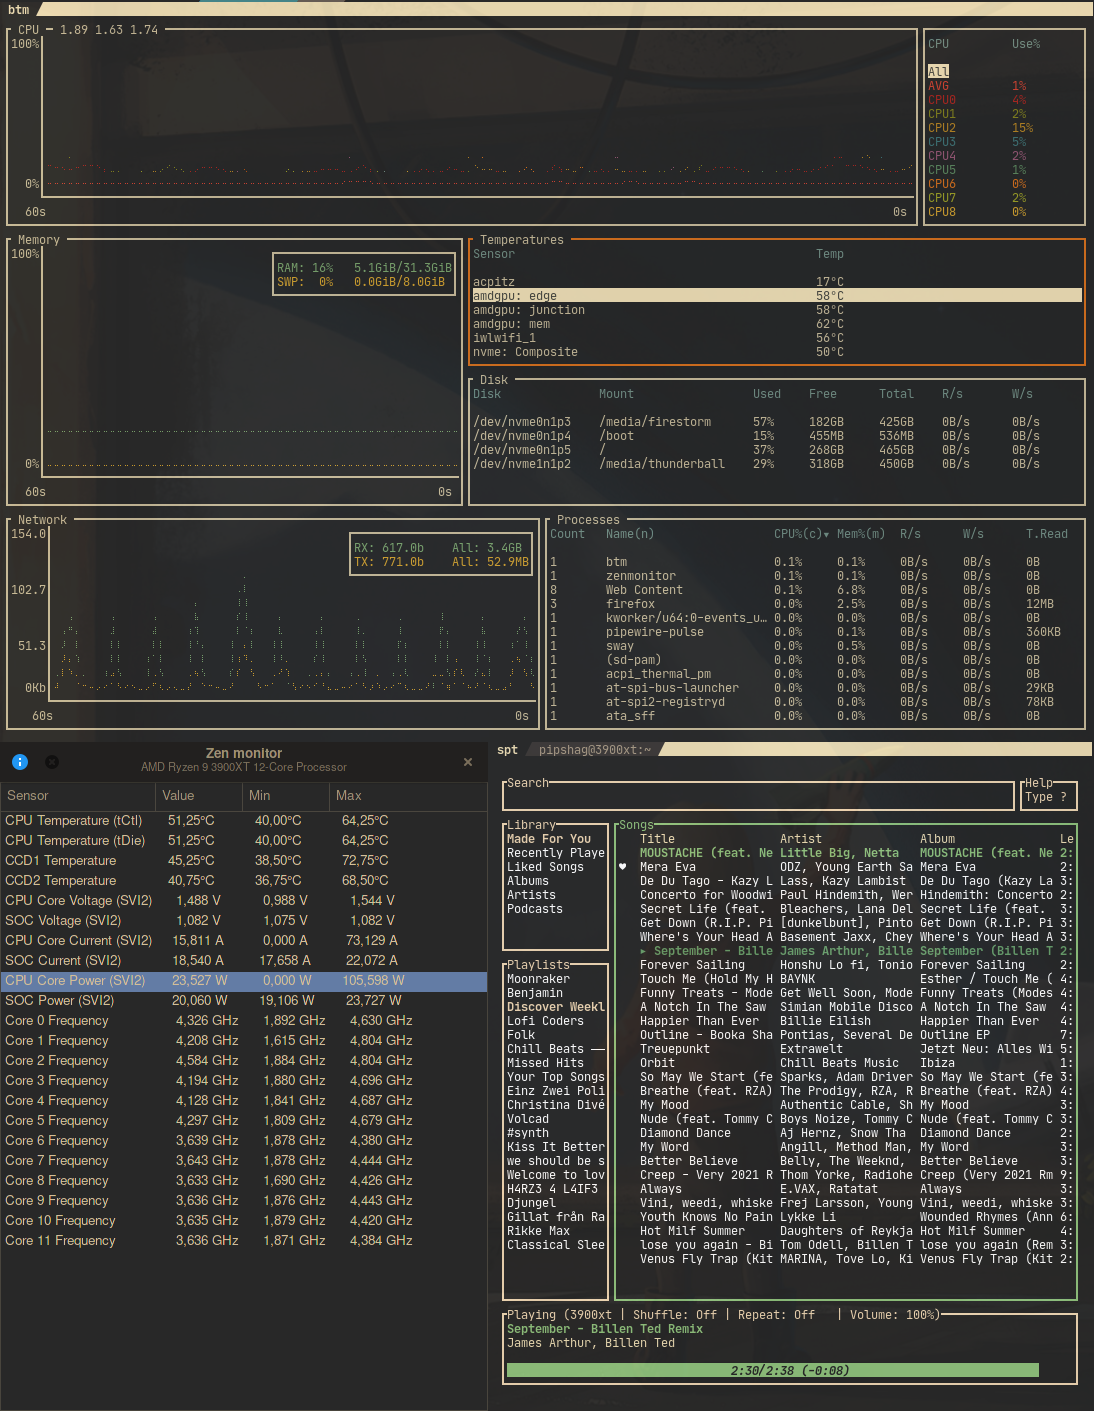 btm
CPU — 1.89 1.63 1.74
100%
0%
60s 0s
CPU Use%
All
AVG 1%
CPU0 4%
CPU1 2%
CPU2 15%
CPU3 5%
CPU4 2%
CPU5 1%
CPU6 0%
CPU7 2%
CPU8 0%
Memory
100%
RAM: 16% 5.1GiB/31.3GiB
SWP: 0% 0.0GiB/8.0GiB
0%
60s 0s
Temperatures
Sensor Temp
acpitz 17°C
amdgpu: edge 58°C
amdgpu: junction 58°C
amdgpu: mem 62°C
iwlwifi_1 56°C
nvme: Composite 50°C
Disk
Disk Mount Used Free Total R/s W/s
/dev/nvme0n1p3 /media/firestorm 57% 182GB 425GB 0B/s 0B/s
/dev/nvme0n1p4 /boot 15% 455MB 536MB 0B/s 0B/s
/dev/nvme0n1p5 / 37% 268GB 465GB 0B/s 0B/s
/dev/nvme1n1p2 /media/thunderball 29% 318GB 450GB 0B/s 0B/s
Network
154.0
RX: 617.0b All: 3.4GB
TX: 771.0b All: 52.9MB
102.7
51.3
0Kb
60s 0s
Processes
Count Name(n) CPU%(c)▾ Mem%(m) R/s W/s T.Read
1 btm 0.1% 0.1% 0B/s 0B/s 0B
1 zenmonitor 0.1% 0.1% 0B/s 0B/s 0B
8 Web Content 0.1% 6.8% 0B/s 0B/s 0B
3 firefox 0.0% 2.5% 0B/s 0B/s 12MB
1 kworker/u64:0-events_u… 0.0% 0.0% 0B/s 0B/s 0B
1 pipewire-pulse 0.0% 0.1% 0B/s 0B/s 360KB
1 sway 0.0% 0.5% 0B/s 0B/s 0B
1 (sd-pam) 0.0% 0.0% 0B/s 0B/s 0B
1 acpi_thermal_pm 0.0% 0.0% 0B/s 0B/s 0B
1 at-spi-bus-launcher 0.0% 0.0% 0B/s 0B/s 29KB
1 at-spi2-registryd 0.0% 0.0% 0B/s 0B/s 78KB
1 ata_sff 0.0% 0.0% 0B/s 0B/s 0B
Zen monitor
AMD Ryzen 9 3900XT 12-Core Processor
Sensor Value Min Max
CPU Temperature (tCtl) 51,25°C 40,00°C 64,25°C
CPU Temperature (tDie) 51,25°C 40,00°C 64,25°C
CCD1 Temperature 45,25°C 38,50°C 72,75°C
CCD2 Temperature 40,75°C 36,75°C 68,50°C
CPU Core Voltage (SVI2) 1,488 V 0,988 V 1,544 V
SOC Voltage (SVI2) 1,082 V 1,075 V 1,082 V
CPU Core Current (SVI2) 15,811 A 0,000 A 73,129 A
SOC Current (SVI2) 18,540 A 17,658 A 22,072 A
CPU Core Power (SVI2) 23,527 W 0,000 W 105,598 W
SOC Power (SVI2) 20,060 W 19,106 W 23,727 W
Core 0 Frequency 4,326 GHz 1,892 GHz 4,630 GHz
Core 1 Frequency 4,208 GHz 1,615 GHz 4,804 GHz
Core 2 Frequency 4,584 GHz 1,884 GHz 4,804 GHz
Core 3 Frequency 4,194 GHz 1,880 GHz 4,696 GHz
Core 4 Frequency 4,128 GHz 1,841 GHz 4,687 GHz
Core 5 Frequency 4,297 GHz 1,809 GHz 4,679 GHz
Core 6 Frequency 3,639 GHz 1,878 GHz 4,380 GHz
Core 7 Frequency 3,643 GHz 1,878 GHz 4,444 GHz
Core 8 Frequency 3,633 GHz 1,690 GHz 4,426 GHz
Core 9 Frequency 3,636 GHz 1,876 GHz 4,443 GHz
Core 10 Frequency 3,635 GHz 1,879 GHz 4,420 GHz
Core 11 Frequency 3,636 GHz 1,871 GHz 4,384 GHz
spt pipshag@3900xt:~
Search
Help
Type ?
Library
Made For You
Recently Playe
Liked Songs
Albums
Artists
Podcasts
Playlists
Moonraker
Benjamin
Discover Weekl
Lofi Coders
Folk
Chill Beats ——
Missed Hits
Your Top Songs
Einz Zwei Poli
Christina Divé
Volcad
#synth
Kiss It Better
we should be s
Welcome to lov
H4RZ3 4 L4IF3
Djungel
Gillat från Ra
Rikke Max
Classical Slee
Songs
Title Artist Album Le
MOUSTACHE (feat. Ne Little Big, Netta MOUSTACHE (feat. Ne 2:
♥ Mera Eva ODZ, Young Earth Sa Mera Eva 2:
De Du Tago - Kazy L Lass, Kazy Lambist De Du Tago (Kazy La 3:
Concerto for Woodwi Paul Hindemith, Wer Hindemith: Concerto 2:
Secret Life (feat. Bleachers, Lana Del Secret Life (feat. 3:
Get Down (R.I.P. Pi [dunkelbunt], Pinto Get Down (R.I.P. Pi 3:
Where's Your Head A Basement Jaxx, Chey Where's Your Head A 3:
▸ September - Bille James Arthur, Bille September (Billen T 2:
Forever Sailing Honshu Lo fi, Tonio Forever Sailing 2:
Touch Me (Hold My H BAYNK Esther / Touch Me ( 4:
Funny Treats - Mode Get Well Soon, Mode Funny Treats (Modes 4:
A Notch In The Saw Simian Mobile Disco A Notch In The Saw 4:
Happier Than Ever Billie Eilish Happier Than Ever 4:
Outline - Booka Sha Pontias, Several De Outline EP 7:
Treuepunkt Extrawelt Jetzt Neu: Alles Wi 5:
Orbit Chill Beats Music Ibiza 1:
So May We Start (fe Sparks, Adam Driver So May We Start (fe 3:
Breathe (feat. RZA) The Prodigy, RZA, R Breathe (feat. RZA) 4:
My Mood Authentic Cable, Sh My Mood 3:
Nude (feat. Tommy C Boys Noize, Tommy C Nude (feat. Tommy C 3:
Diamond Dance Aj Hernz, Snow Tha Diamond Dance 2:
My Word Angill, Method Man, My Word 3:
Better Believe Belly, The Weeknd, Better Believe 3:
Creep - Very 2021 R Thom Yorke, Radiohe Creep (Very 2021 Rm 9:
Always E.VAX, Ratatat Always 3:
Vini, weedi, whiske Frej Larsson, Young Vini, weedi, whiske 3:
Youth Knows No Pain Lykke Li Wounded Rhymes (Ann 6:
Hot Milf Summer Daughters of Reykja Hot Milf Summer 4:
lose you again - Bi Tom Odell, Billen T lose you again (Rem 3:
Venus Fly Trap (Kit MARINA, Tove Lo, Ki Venus Fly Trap (Kit 2:
Playing (3900xt | Shuffle: Off | Repeat: Off | Volume: 100%)
September - Billen Ted Remix
James Arthur, Billen Ted
2:30/2:38 (-0:08)